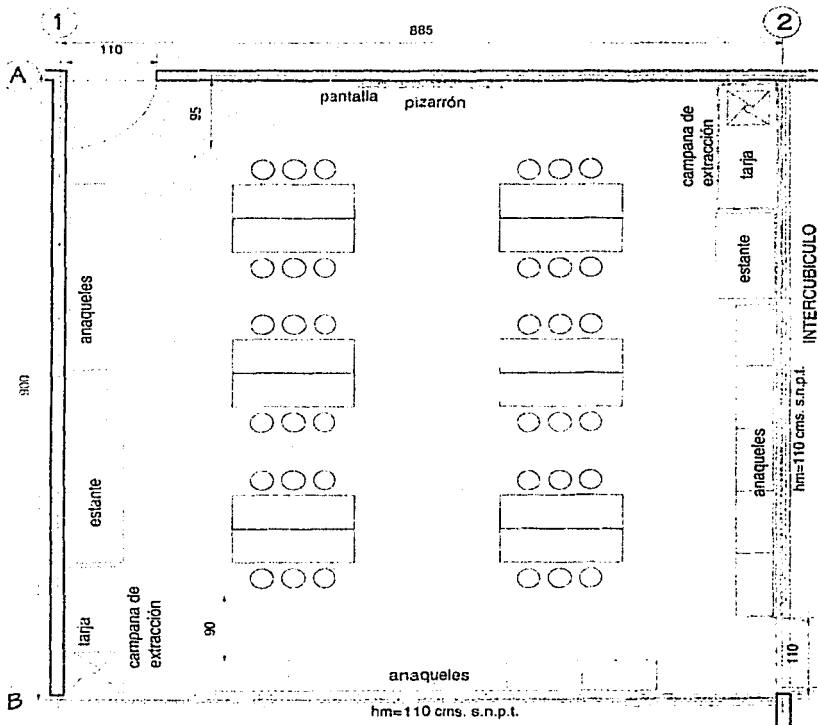 1
2
885
110
A
pantalla
pizarrón
95
campana de
extracción
tarja
estante
INTERCUBICULO
anaqueles
900
anaqueles
hm=110 cms. s.n.p.t.
estante
tarja
campana de
extracción
90
110
anaqueles
B
hm=110 cms. s.n.p.t.